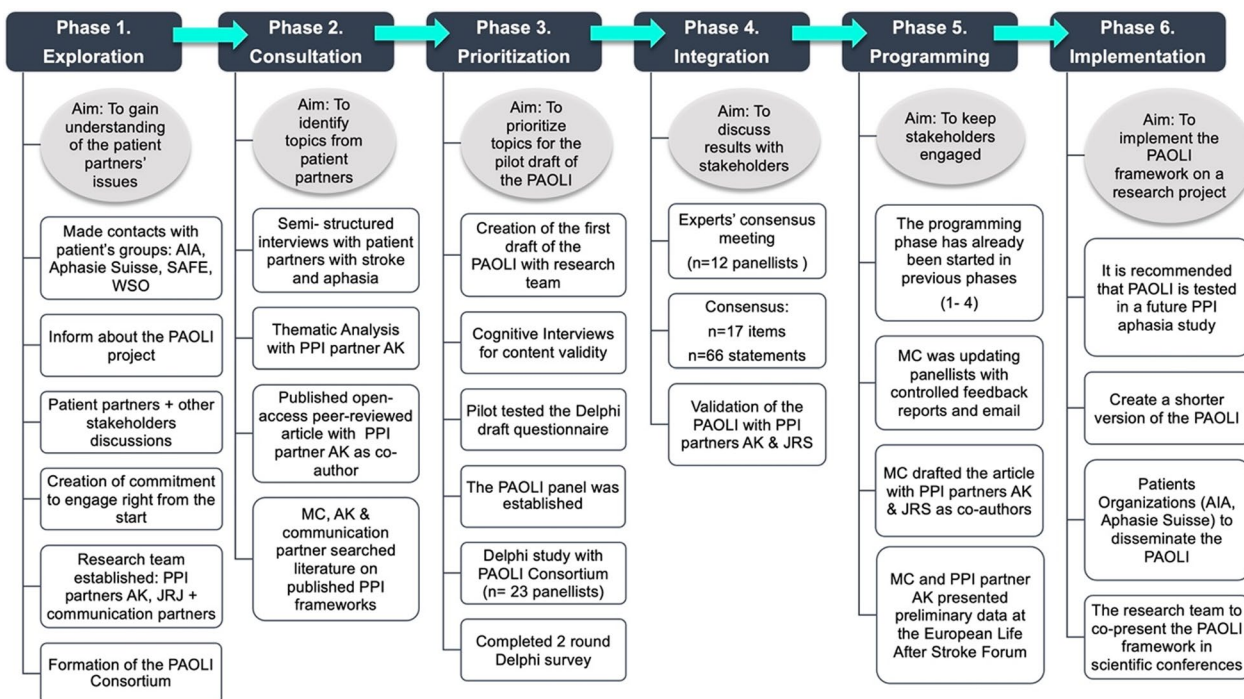 Phase 1.
Exploration
Phase 2.
Consultation
Phase 3.
Prioritization
Phase 4.
Integration
Phase 5.
Programming
Phase 6.
Implementation
Aim: To gain
understanding
of the patient
partners'
issues
Made contacts with
patient's groups: AIA,
Aphasie Suisse, SAFE,
WSO
Inform about the PAOLI
project
Patient partners + other
stakeholders
discussions
Creation of commitment
to engage right from the
start
Research team
established: PPI
partners AK, JRJ +
communication partners
Formation of the PAOLI
Consortium
Aim: To
identify
topics from
patient
partners
Semi- structured
interviews with patient
partners with stroke and
aphasia
Thematic Analysis
with PPI partner AK
Published open-
access peer-reviewed
article with PPI
partner AK as co-
author
MC, AK &
communication
partner searched
literature on
published PPI
frameworks
Aim: To
prioritize
topics for the
pilot draft of
the PAOLI
Creation of the first
draft of the
PAOLI with research
team
Cognitive Interviews
for content validity
Pilot tested the Delphi
draft questionnaire
The PAOLI panel was
established
Delphi study with
PAOLI Consortium
(n= 23 panellists)
Completed 2 round
Delphi survey
Aim: To
discuss
results with
stakeholders
Experts' consensus
meeting
(n=12 panellists )
Consensus:
n=17 items
n=66 statements
Validation of the
PAOLI with PPI
partners AK & JRS
Aim: To keep
stakeholders
engaged
The programming
phase has already
been started in
previous phases
(1- 4)
MC was updating
panellists with
controlled feedback
reports and email
MC drafted the article
with PPI partners AK
& JRS as co-authors
MC and PPI partner
AK presented
preliminary data at
the European Life
After Stroke Forum
Aim: To
implement the
PAOLI
framework on a
research project
It is recommended
that PAOLI is tested
in a future PPI
aphasia study
Create a shorter
version of the PAOLI
Patients
Organizations (AIA,
Aphasie Suisse) to
disseminate the
PAOLI
The research team to
co-present the PAOLI
framework in
scientific conferences